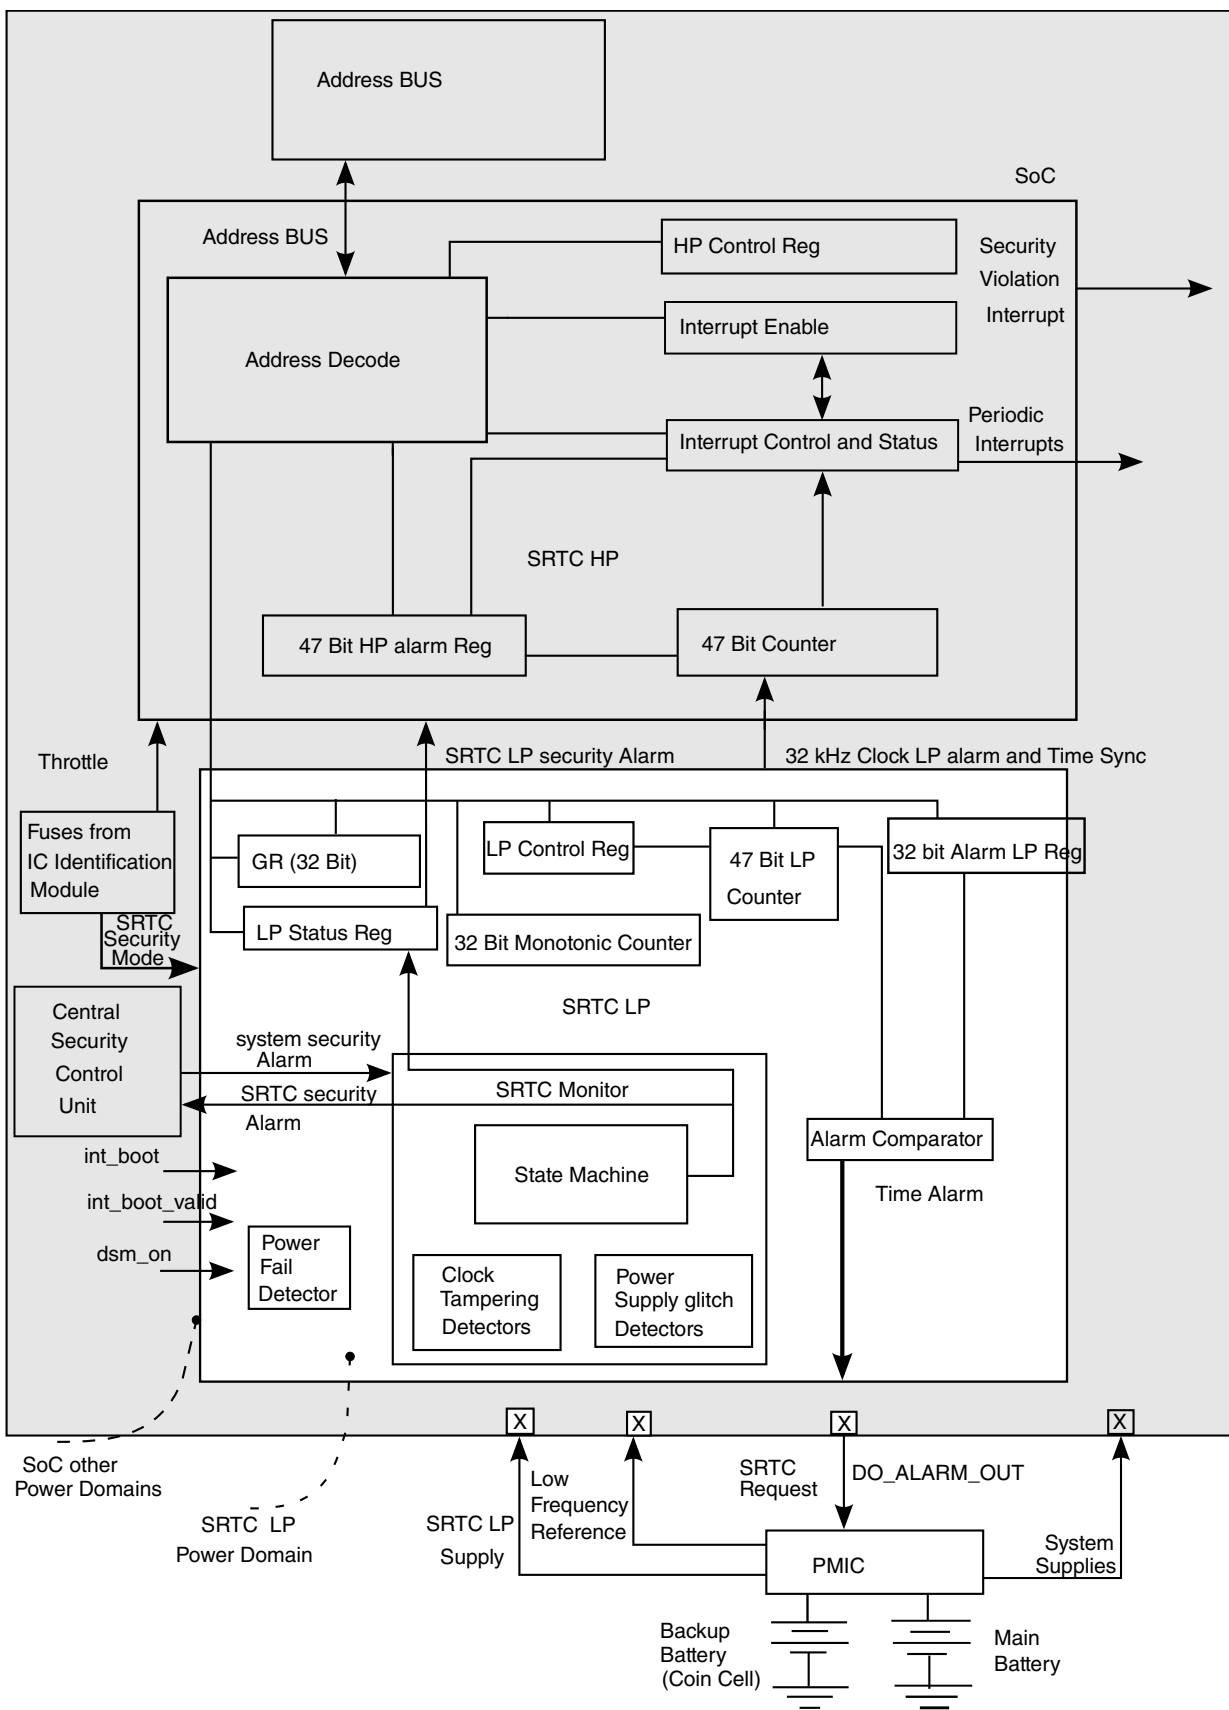 Address BUS
SoC
Address BUS
HP Control Reg
Security
Violation
Interrupt
Interrupt Enable
Address Decode
Periodic
Interrupts
Interrupt Control and Status
SRTC HP
47 Bit HP alarm Reg
47 Bit Counter
Throttle
SRTC LP security Alarm
32 kHz Clock LP alarm and Time Sync
Fuses from
IC Identification
Module
GR (32 Bit)
LP Control Reg
47 Bit LP
Counter
32 bit Alarm LP Reg
SRTC
Security
Mode
LP Status Reg
32 Bit Monotonic Counter
SRTC LP
Central
Security
Control
Unit
system security
Alarm
SRTC security
Alarm
SRTC Monitor
State Machine
Alarm Comparator
Time Alarm
int_boot
int_boot_valid
dsm_on
Power
Fail
Detector
Clock
Tampering
Detectors
Power
Supply glitch
Detectors
X
X
X
X
SoC other
Power Domains
SRTC LP
Power Domain
SRTC LP
Supply
Low
Frequency
Reference
SRTC
Request
DO_ALARM_OUT
PMIC
System
Supplies
Backup
Battery
(Coin Cell)
Main
Battery